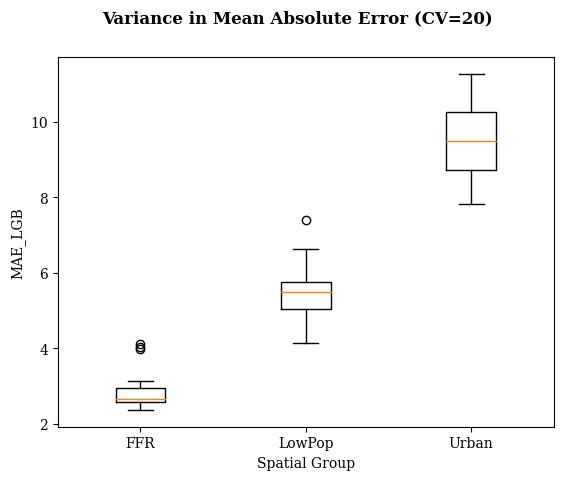 Variance in Mean Absolute Error (CV=20)
MAE_LGB
10
8
6
4
2
FFR LowPop Urban
Spatial Group